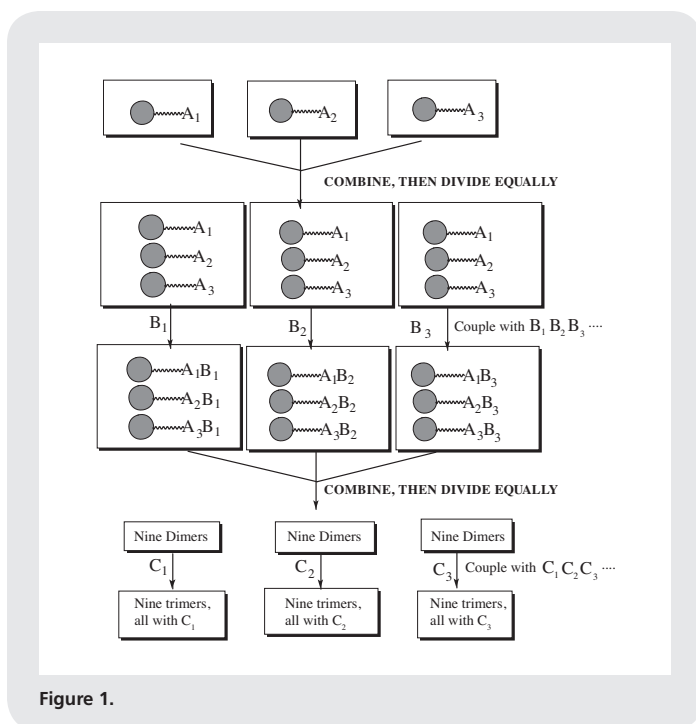 A₁ A₂ A₃
COMBINE, THEN DIVIDE EQUALLY
A₁ A₁ A₁
A₂ A₂ A₂
A₃ A₃ A₃
B₁ B₂ B₃ Couple with B₁ B₂ B₃ ....
A₁B₁ A₁B₂ A₁B₃
A₂B₁ A₂B₂ A₂B₃
A₃B₁ A₃B₂ A₃B₃
COMBINE, THEN DIVIDE EQUALLY
Nine Dimers Nine Dimers Nine Dimers
C₁ C₂ C₃ Couple with C₁ C₂ C₃ ....
Nine trimers, Nine trimers, Nine trimers,
all with C₁ all with C₂ all with C₃
Figure 1.